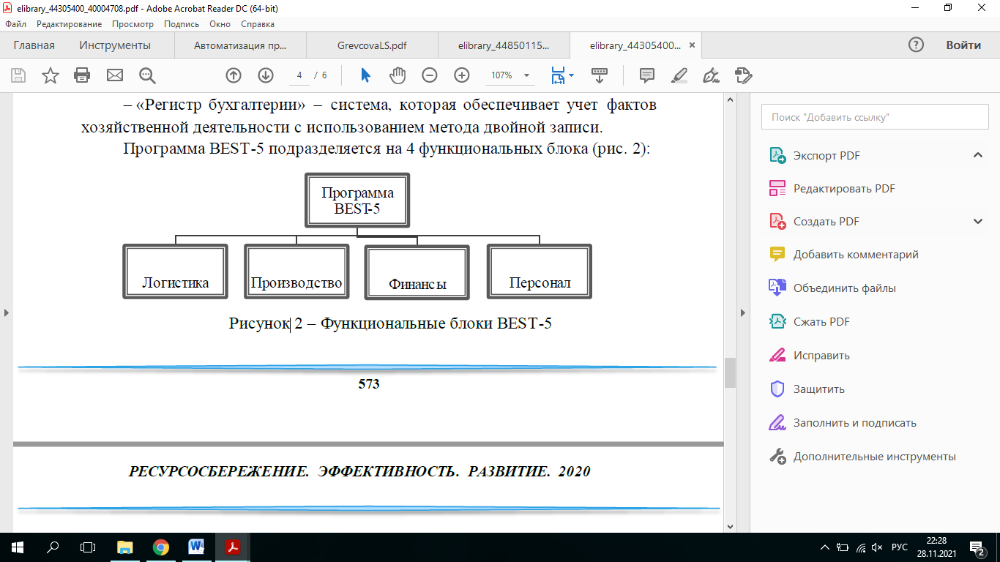 elibrary_44305400_40004708.pdf - Adobe Acrobat Reader DC (64-bit)
Файл Редактирование Просмотр Подпись Окно Справка
Главная Инструменты Автоматизация пр... GrevcovaLS.pdf elibrary_44850115... elibrary_44305400... Войти
4 / 6 107%
– «Регистр бухгалтерии» – система, которая обеспечивает учет фактов
хозяйственной деятельности с использованием метода двойной записи.
Программа BEST-5 подразделяется на 4 функциональных блока (рис. 2):
Программа
BEST-5
Логистика Производство Финансы Персонал
Рисунок 2 – Функциональные блоки BEST-5
573
РЕСУРСОСБЕРЕЖЕНИЕ. ЭФФЕКТИВНОСТЬ. РАЗВИТИЕ. 2020
Поиск "Добавить ссылку"
Экспорт PDF
Редактировать PDF
Создать PDF
Добавить комментарий
Объединить файлы
Сжать PDF
Исправить
Защитить
Заполнить и подписать
Дополнительные инструменты
РУС
22:28
28.11.2021
2